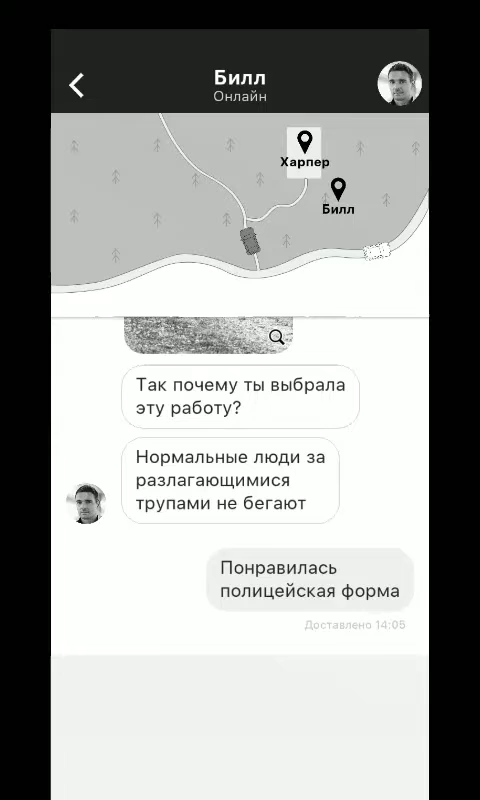 Билл
Онлайн
Харпер
Билл
Так почему ты выбрала
эту работу?
Нормальные люди за
разлагающимися
трупами не бегают
Понравилась
полицейская форма
Доставлено 14:05